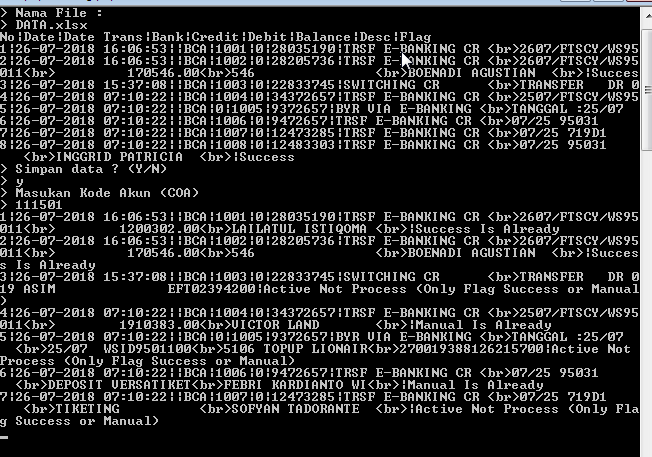 > Nama File :
> DATA.xlsx
No|Date|Date Trans|Bank|Credit|Debit|Balance|Desc|Flag
1|26-07-2018 16:06:53||BCA|1001|0|28035190|TRSF E-BANKING CR <br>2607/FTSCY/WS95
2|26-07-2018 16:06:53||BCA|1002|0|28205736|TRSF E-BANKING CR <br>2607/FTSCY/WS95
011<br> 170546.00<br>546 <br>BOENADI AGUSTIAN <br>|Succes
3|26-07-2018 15:37:08||BCA|1003|0|22833745|SWITCHING CR <br>TRANSFER DR 0
4|26-07-2018 07:10:22||BCA|1004|0|34372657|TRSF E-BANKING CR <br>2507/FTSCY/WS95
5|26-07-2018 07:10:22||BCA|0|1005|9372657|BYR VIA E-BANKING <br>TANGGAL :25/07
6|26-07-2018 07:10:22||BCA|1006|0|9472657|TRSF E-BANKING CR <br>07/25 95031
7|26-07-2018 07:10:22||BCA|1007|0|12473285|TRSF E-BANKING CR <br>07/25 719D1
8|26-07-2018 07:10:22||BCA|1008|0|12483303|TRSF E-BANKING CR <br>07/25 95031
<br>INGGRID PATRICIA <br>|Success
> Simpan data ? (Y/N)
> y
> Masukan Kode Akun (COA)
> 111501
1|26-07-2018 16:06:53||BCA|1001|0|28035190|TRSF E-BANKING CR <br>2607/FTSCY/WS95
011<br> 1200302.00<br>LAILATUL ISTIQOMA <br>|Success Is Already
2|26-07-2018 16:06:53||BCA|1002|0|28205736|TRSF E-BANKING CR <br>2607/FTSCY/WS95
011<br> 170546.00<br>546 <br>BOENADI AGUSTIAN <br>|Succes
s Is Already
3|26-07-2018 15:37:08||BCA|1003|0|22833745|SWITCHING CR <br>TRANSFER DR 0
19 ASIM EFT02394200|Active Not Process (Only Flag Success or Manual
)
4|26-07-2018 07:10:22||BCA|1004|0|34372657|TRSF E-BANKING CR <br>2507/FTSCY/WS95
011<br> 1910383.00<br>VICTOR LAND <br>|Manual Is Already
5|26-07-2018 07:10:22||BCA|0|1005|9372657|BYR VIA E-BANKING <br>TANGGAL :25/07
<br>25/07 WSID9501100<br>5106 TOPUP LIONAIR<br>270019388126215700|Active Not
Process (Only Flag Success or Manual)
6|26-07-2018 07:10:22||BCA|1006|0|9472657|TRSF E-BANKING CR <br>07/25 95031
<br>DEPOSIT VERSATIKET<br>FEBRI KARDIANTO WI<br>|Manual Is Already
7|26-07-2018 07:10:22||BCA|1007|0|12473285|TRSF E-BANKING CR <br>07/25 719D1
<br>TIKETING <br>SOFYAN TADORANTE <br>|Active Not Process (Only Fla
g Success or Manual)